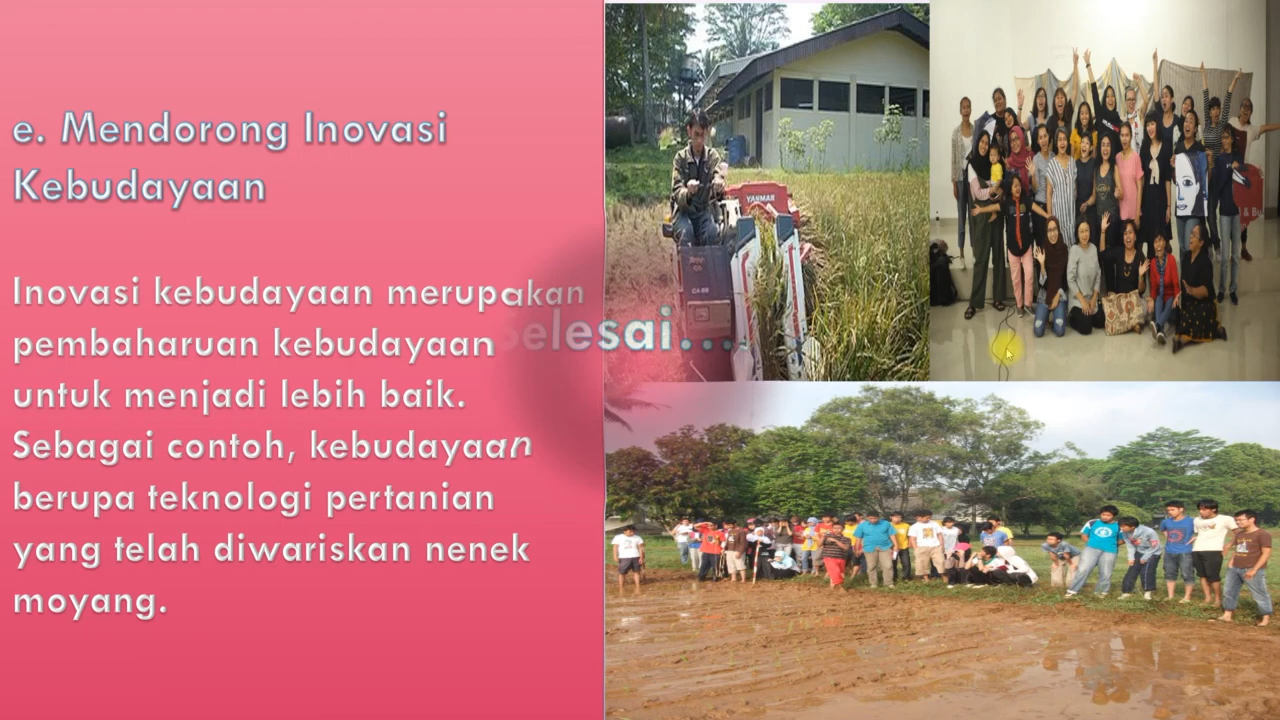 e. Mendorong Inovasi
Kebudayaan
Inovasi kebudayaan merupakan
pembaharuan kebudayaan
untuk menjadi lebih baik.
Sebagai contoh, kebudayaan
berupa teknologi pertanian
yang telah diwariskan nenek
moyang.
Selesai...
YANMAR